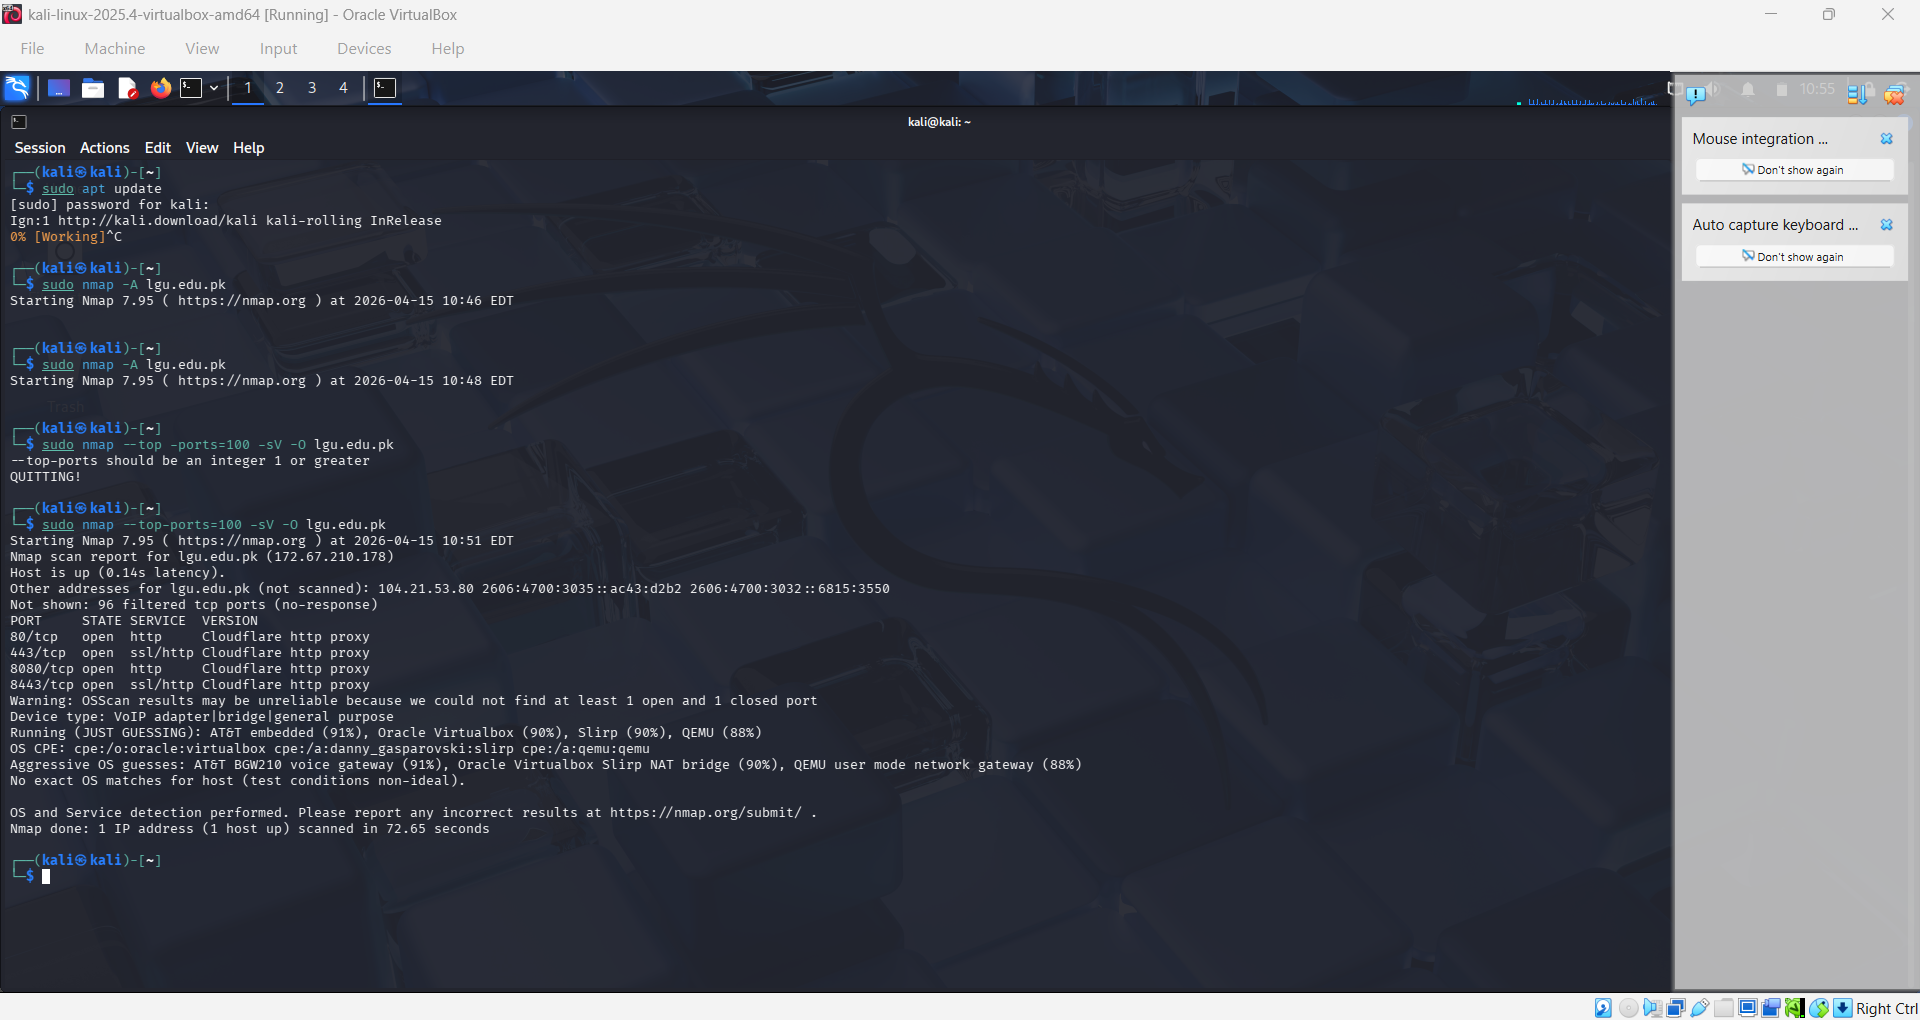 kali-linux-2025.4-virtualbox-amd64 [Running] - Oracle VirtualBox
File Machine View Input Devices Help
1 2 3 4
10:55
kali@kali: ~
Session Actions Edit View Help
┌──(kali㉿kali)-[~]
└─$ sudo apt update
[sudo] password for kali:
Ign:1 http://kali.download/kali kali-rolling InRelease
0% [Working]^C
┌──(kali㉿kali)-[~]
└─$ sudo nmap -A lgu.edu.pk
Starting Nmap 7.95 ( https://nmap.org ) at 2026-04-15 10:46 EDT
┌──(kali㉿kali)-[~]
└─$ sudo nmap -A lgu.edu.pk
Starting Nmap 7.95 ( https://nmap.org ) at 2026-04-15 10:48 EDT
Trash
┌──(kali㉿kali)-[~]
└─$ sudo nmap --top -ports=100 -sV -O lgu.edu.pk
--top-ports should be an integer 1 or greater
QUITTING!
┌──(kali㉿kali)-[~]
└─$ sudo nmap --top-ports=100 -sV -O lgu.edu.pk
Starting Nmap 7.95 ( https://nmap.org ) at 2026-04-15 10:51 EDT
Nmap scan report for lgu.edu.pk (172.67.210.178)
Host is up (0.14s latency).
Other addresses for lgu.edu.pk (not scanned): 104.21.53.80 2606:4700:3035::ac43:d2b2 2606:4700:3032::6815:3550
Not shown: 96 filtered tcp ports (no-response)
PORT STATE SERVICE VERSION
80/tcp open http Cloudflare http proxy
443/tcp open ssl/http Cloudflare http proxy
8080/tcp open http Cloudflare http proxy
8443/tcp open ssl/http Cloudflare http proxy
Warning: OSScan results may be unreliable because we could not find at least 1 open and 1 closed port
Device type: VoIP adapter|bridge|general purpose
Running (JUST GUESSING): AT&T embedded (91%), Oracle Virtualbox (90%), Slirp (90%), QEMU (88%)
OS CPE: cpe:/o:oracle:virtualbox cpe:/a:danny_gasparovski:slirp cpe:/a:qemu:qemu
Aggressive OS guesses: AT&T BGW210 voice gateway (91%), Oracle Virtualbox Slirp NAT bridge (90%), QEMU user mode network gateway (88%)
No exact OS matches for host (test conditions non-ideal).
OS and Service detection performed. Please report any incorrect results at https://nmap.org/submit/ .
Nmap done: 1 IP address (1 host up) scanned in 72.65 seconds
┌──(kali㉿kali)-[~]
└─$
Mouse integration ...
Don't show again
Auto capture keyboard ...
Don't show again
Right Ctrl